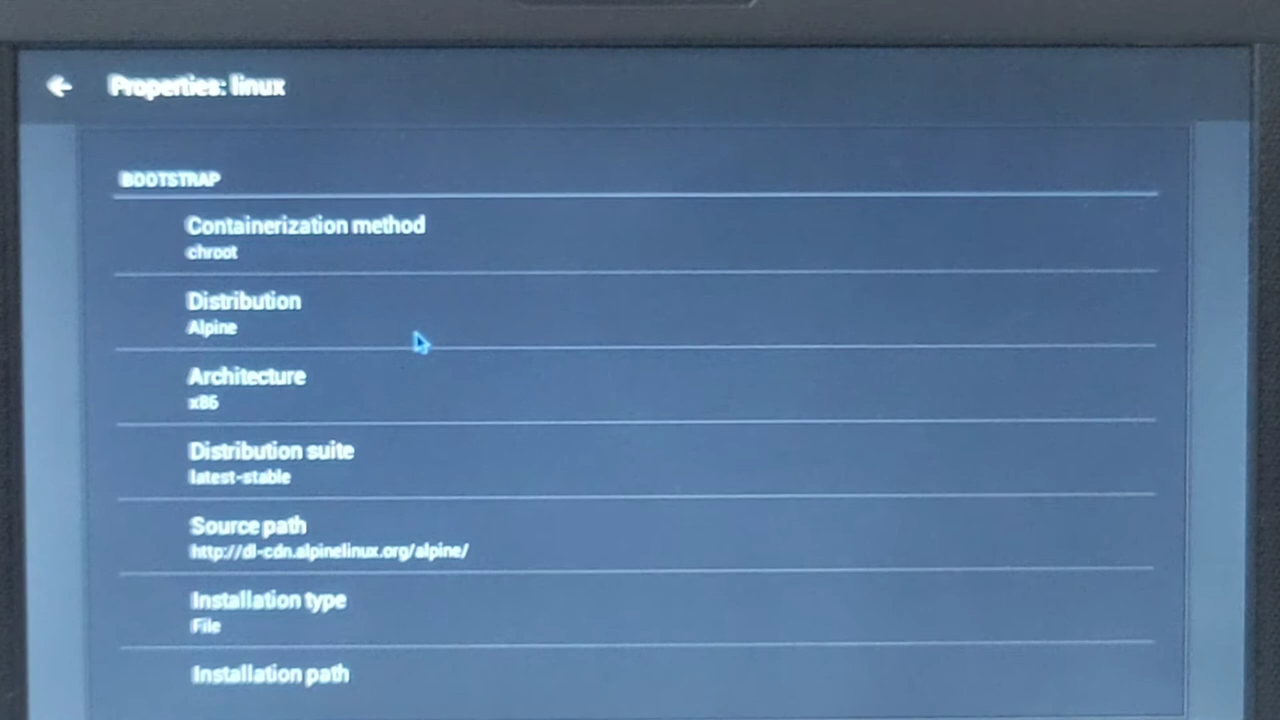 Properties: linux
BOOTSTRAP
Containerization method
chroot
Distribution
Alpine
Architecture
x86
Distribution suite
latest-stable
Source path
http://dl-cdn.alpinelinux.org/alpine/
Installation type
File
Installation path